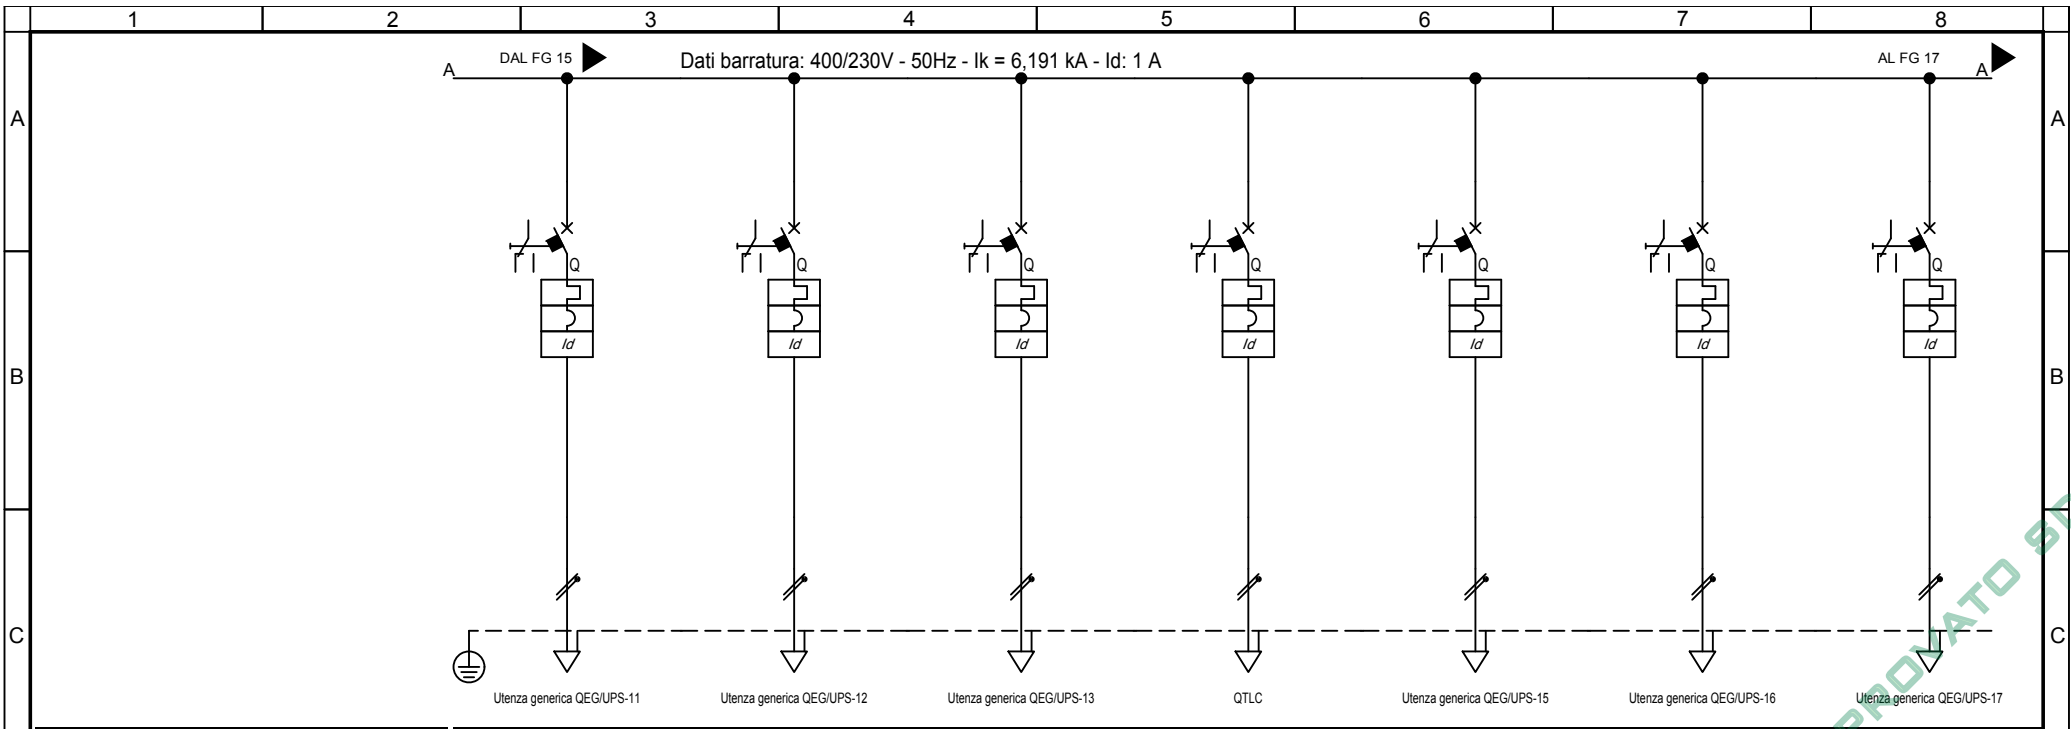 1 2 3 4 5 6 7 8
DAL FG 15 Dati barratura: 400/230V - 50Hz - Ik = 6,191 kA - Id: 1 A AL FG 17
A A
A A
Q Q Q Q Q Q Q
Id Id Id Id Id Id Id
B B
C C
Utenza generica QEG/UPS-11 Utenza generica QEG/UPS-12 Utenza generica QEG/UPS-13 QTLC Utenza generica QEG/UPS-15 Utenza generica QEG/UPS-16 Utenza generica QEG/UPS-17